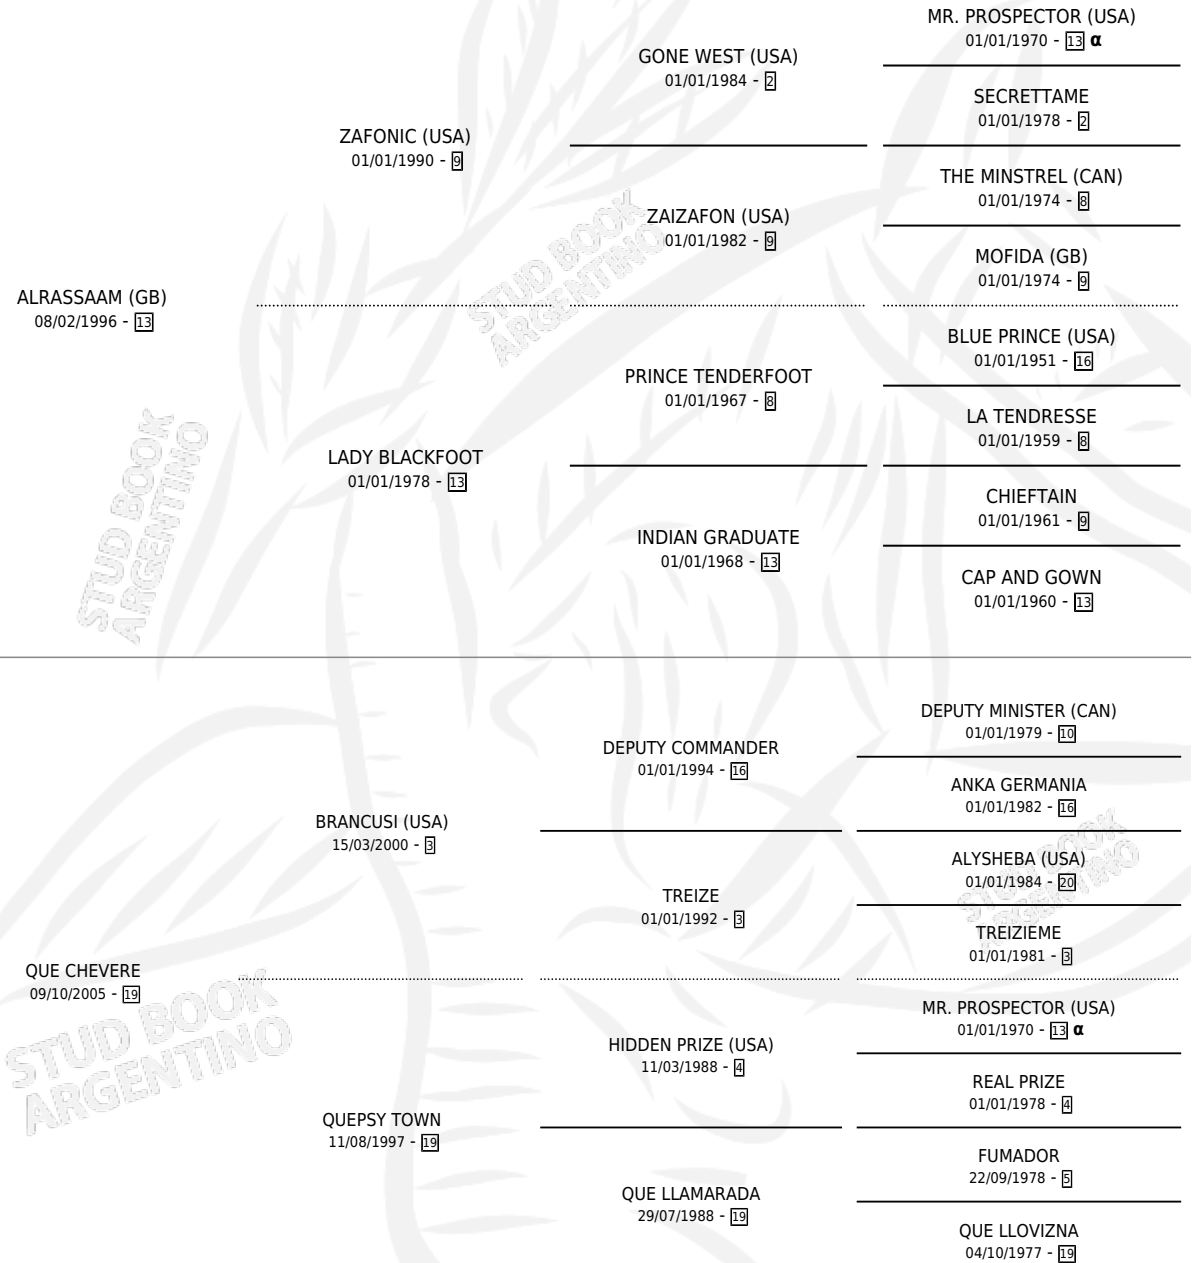 MR. PROSPECTOR (USA)
01/01/1970 - 13 α
GONE WEST (USA)
01/01/1984 - 2
SECRETTAME
01/01/1978 - 2
ZAFONIC (USA)
01/01/1990 - 9
THE MINSTREL (CAN)
01/01/1974 - 8
ZAIZAFON (USA)
01/01/1982 - 9
MOFIDA (GB)
01/01/1974 - 9
ALRASSAAM (GB)
08/02/1996 - 13
BLUE PRINCE (USA)
01/01/1951 - 16
PRINCE TENDERFOOT
01/01/1967 - 8
LA TENDRESSE
01/01/1959 - 8
LADY BLACKFOOT
01/01/1978 - 13
CHIEFTAIN
01/01/1961 - 9
INDIAN GRADUATE
01/01/1968 - 13
CAP AND GOWN
01/01/1960 - 13
DEPUTY MINISTER (CAN)
01/01/1979 - 10
DEPUTY COMMANDER
01/01/1994 - 16
ANKA GERMANIA
01/01/1982 - 16
BRANCUSI (USA)
15/03/2000 - 3
ALYSHEBA (USA)
01/01/1984 - 20
TREIZE
01/01/1992 - 3
TREIZIEME
01/01/1981 - 3
QUE CHEVERE
09/10/2005 - 19
MR. PROSPECTOR (USA)
01/01/1970 - 13 α
HIDDEN PRIZE (USA)
11/03/1988 - 4
REAL PRIZE
01/01/1978 - 4
QUEPSY TOWN
11/08/1997 - 19
FUMADOR
22/09/1978 - 5
QUE LLAMARADA
29/07/1988 - 19
QUE LLOVIZNA
04/10/1977 - 19
STUD BOOK
ARGENTINO
STUD BOOK
ARGENTINO
STUD BOOK
ARGENTINO
STUD BOOK
ARGENTINO